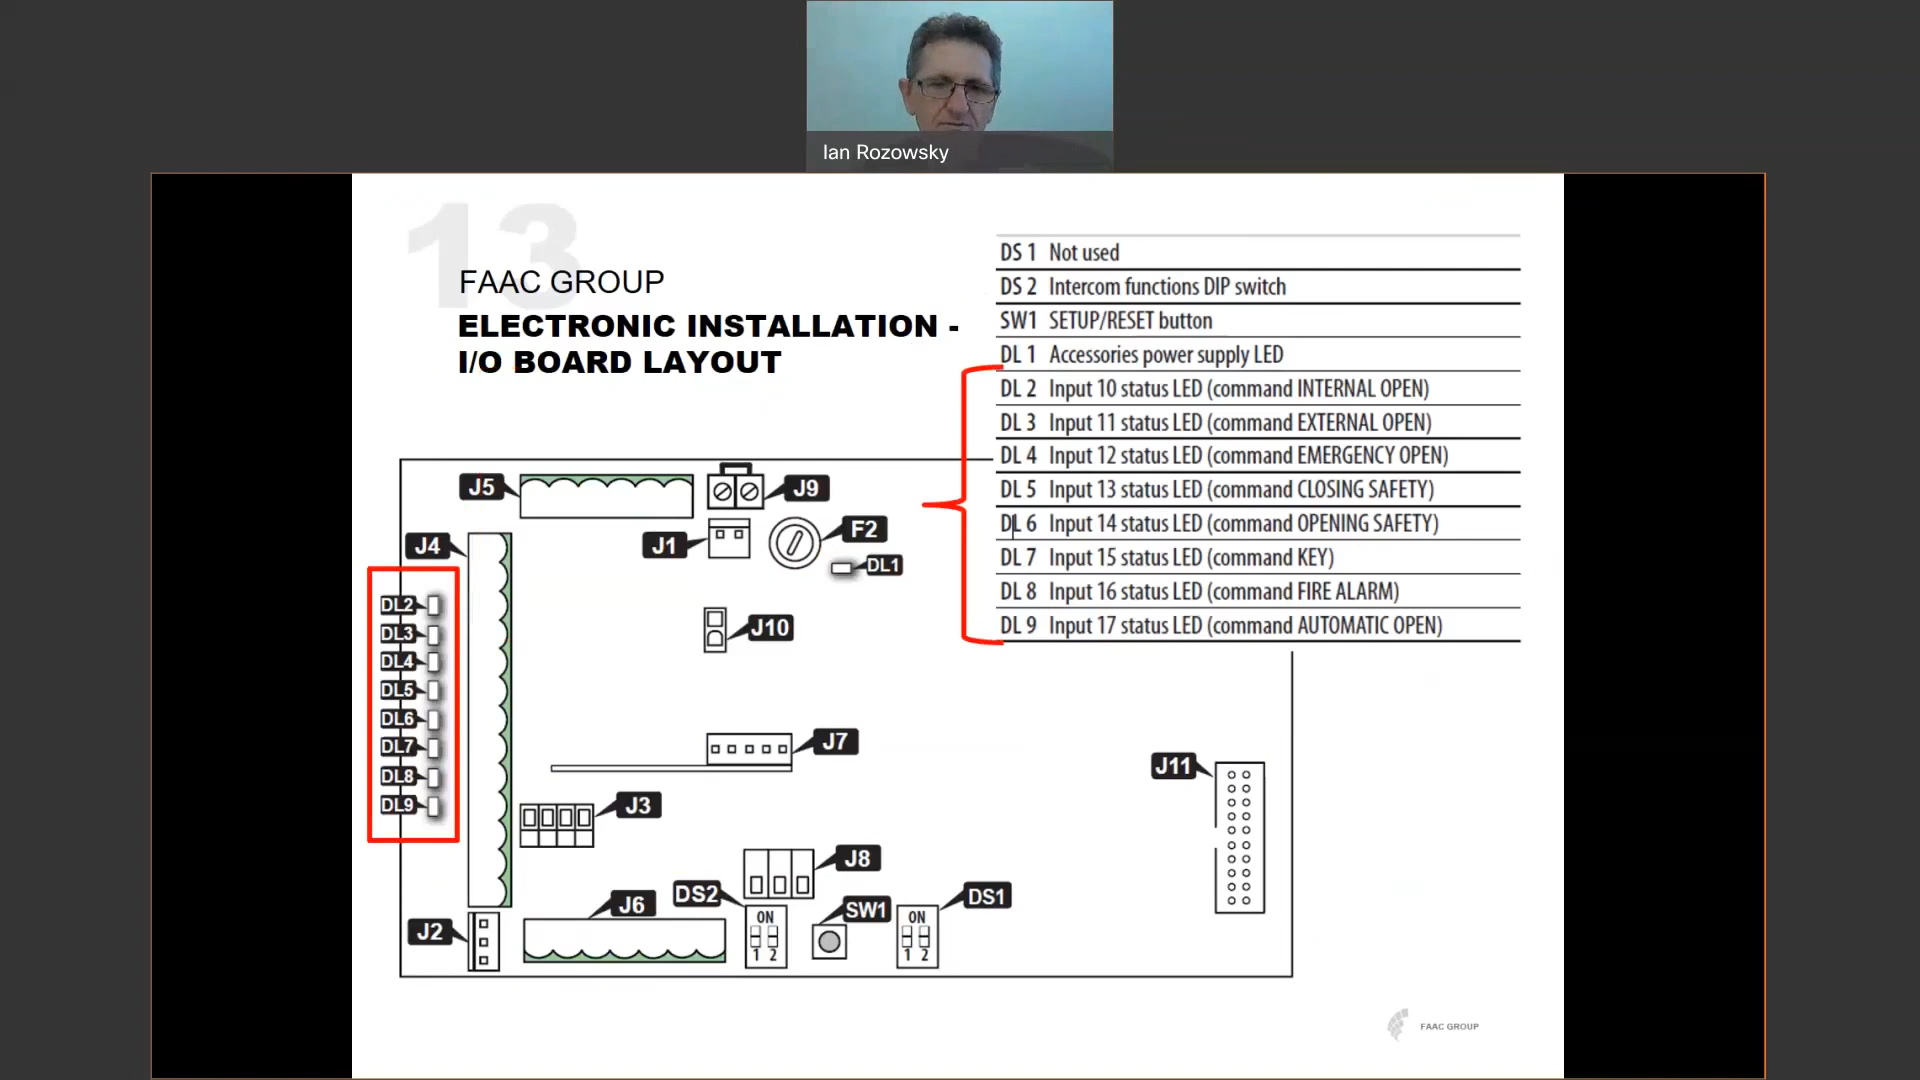 Ian Rozowsky
13
FAAC GROUP
ELECTRONIC INSTALLATION -
I/O BOARD LAYOUT
DS 1 Not used
DS 2 Intercom functions DIP switch
SW1 SETUP/RESET button
DL 1 Accessories power supply LED
DL 2 Input 10 status LED (command INTERNAL OPEN)
DL 3 Input 11 status LED (command EXTERNAL OPEN)
DL 4 Input 12 status LED (command EMERGENCY OPEN)
DL 5 Input 13 status LED (command CLOSING SAFETY)
DL 6 Input 14 status LED (command OPENING SAFETY)
DL 7 Input 15 status LED (command KEY)
DL 8 Input 16 status LED (command FIRE ALARM)
DL 9 Input 17 status LED (command AUTOMATIC OPEN)
J5
J9
J4
J1
F2
DL1
DL2
DL3
DL4
DL5
DL6
DL7
DL8
DL9
J10
J7
J11
J3
J8
J6
DS2
SW1
DS1
J2
ON
1 2
ON
1 2
FAAC GROUP